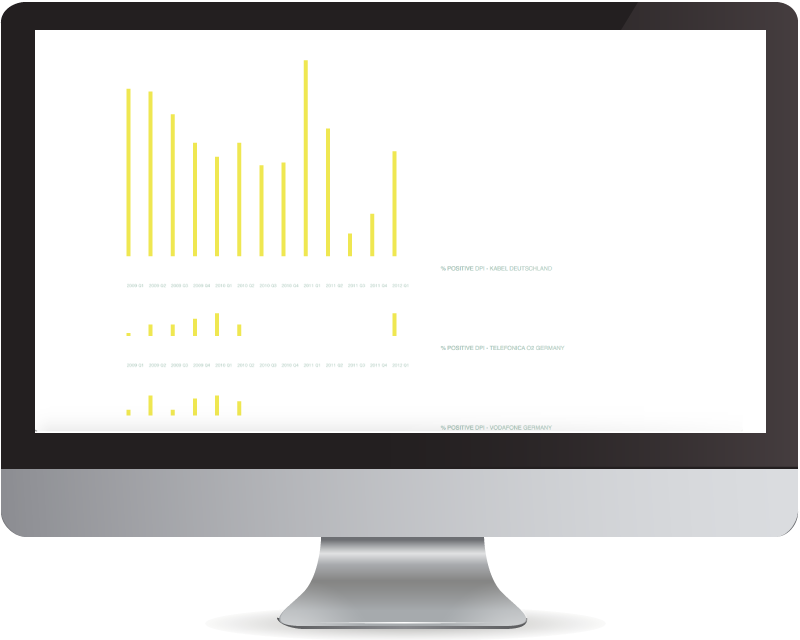 % POSITIVE DPI - KABEL DEUTSCHLAND
2009 Q1 2009 Q2 2009 Q3 2009 Q4 2010 Q1 2010 Q2 2010 Q3 2010 Q4 2011 Q1 2011 Q2 2011 Q3 2011 Q4 2012 Q1
% POSITIVE DPI - TELEFONICA O2 GERMANY
2009 Q1 2009 Q2 2009 Q3 2009 Q4 2010 Q1 2010 Q2 2010 Q3 2010 Q4 2011 Q1 2011 Q2 2011 Q3 2011 Q4 2012 Q1
% POSITIVE DPI - VODAFONE GERMANY